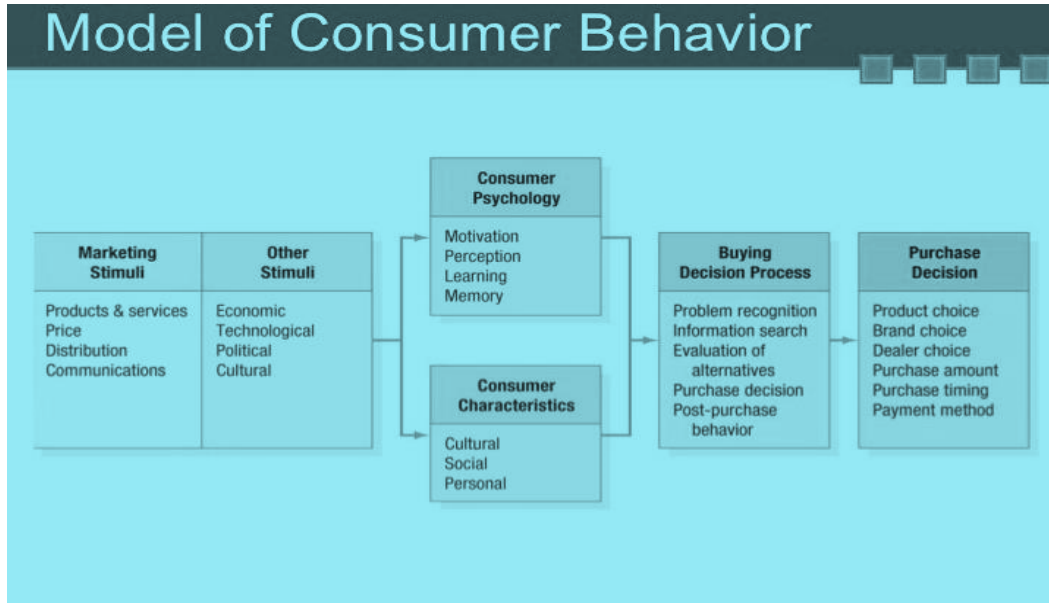 Model of Consumer Behavior
Marketing
Stimuli
Products & services
Price
Distribution
Communications
Other
Stimuli
Economic
Technological
Political
Cultural
Consumer
Psychology
Motivation
Perception
Learning
Memory
Consumer
Characteristics
Cultural
Social
Personal
Buying
Decision Process
Problem recognition
Information search
Evaluation of
alternatives
Purchase decision
Post-purchase
behavior
Purchase
Decision
Product choice
Brand choice
Dealer choice
Purchase amount
Purchase timing
Payment method